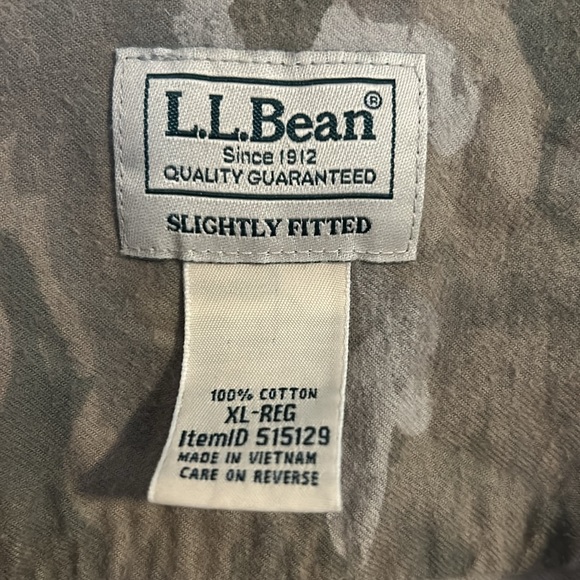 L.L.Bean®
Since 1912
QUALITY GUARANTEED
SLIGHTLY FITTED
100% COTTON
XL-REG
ItemID 515129
MADE IN VIETNAM
CARE ON REVERSE